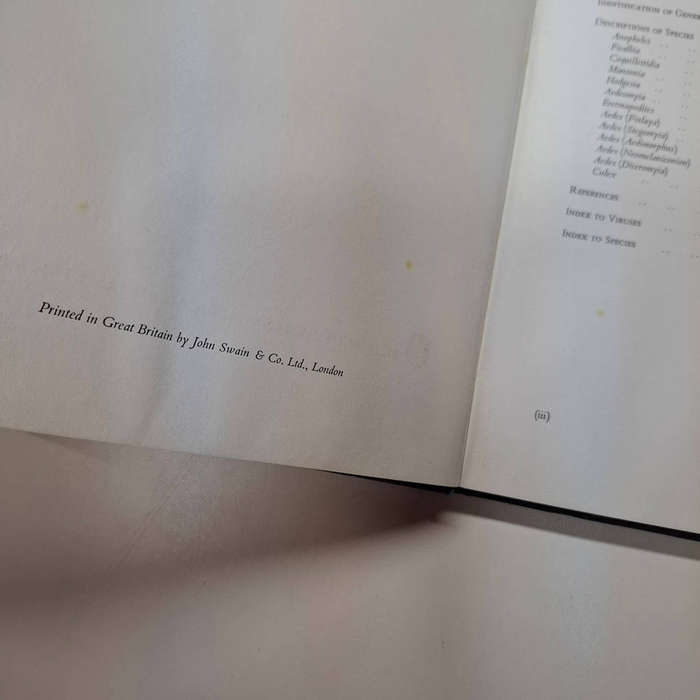 Printed in Great Britain by John Swain & Co. Ltd., London
Identification of Gener
Descriptions of Species
Anopheles
Ficalbia
Coquillettidia
Mansonia
Hodgesia
Aedeomyia
Eretmapodites
Aedes (Finlaya)
Aedes (Stegomyia)
Aedes (Aedimorphus)
Aedes (Neomelaniconion)
Aedes (Diceromyia)
Culex
References
Index to Viruses
Index to Species
(iii)